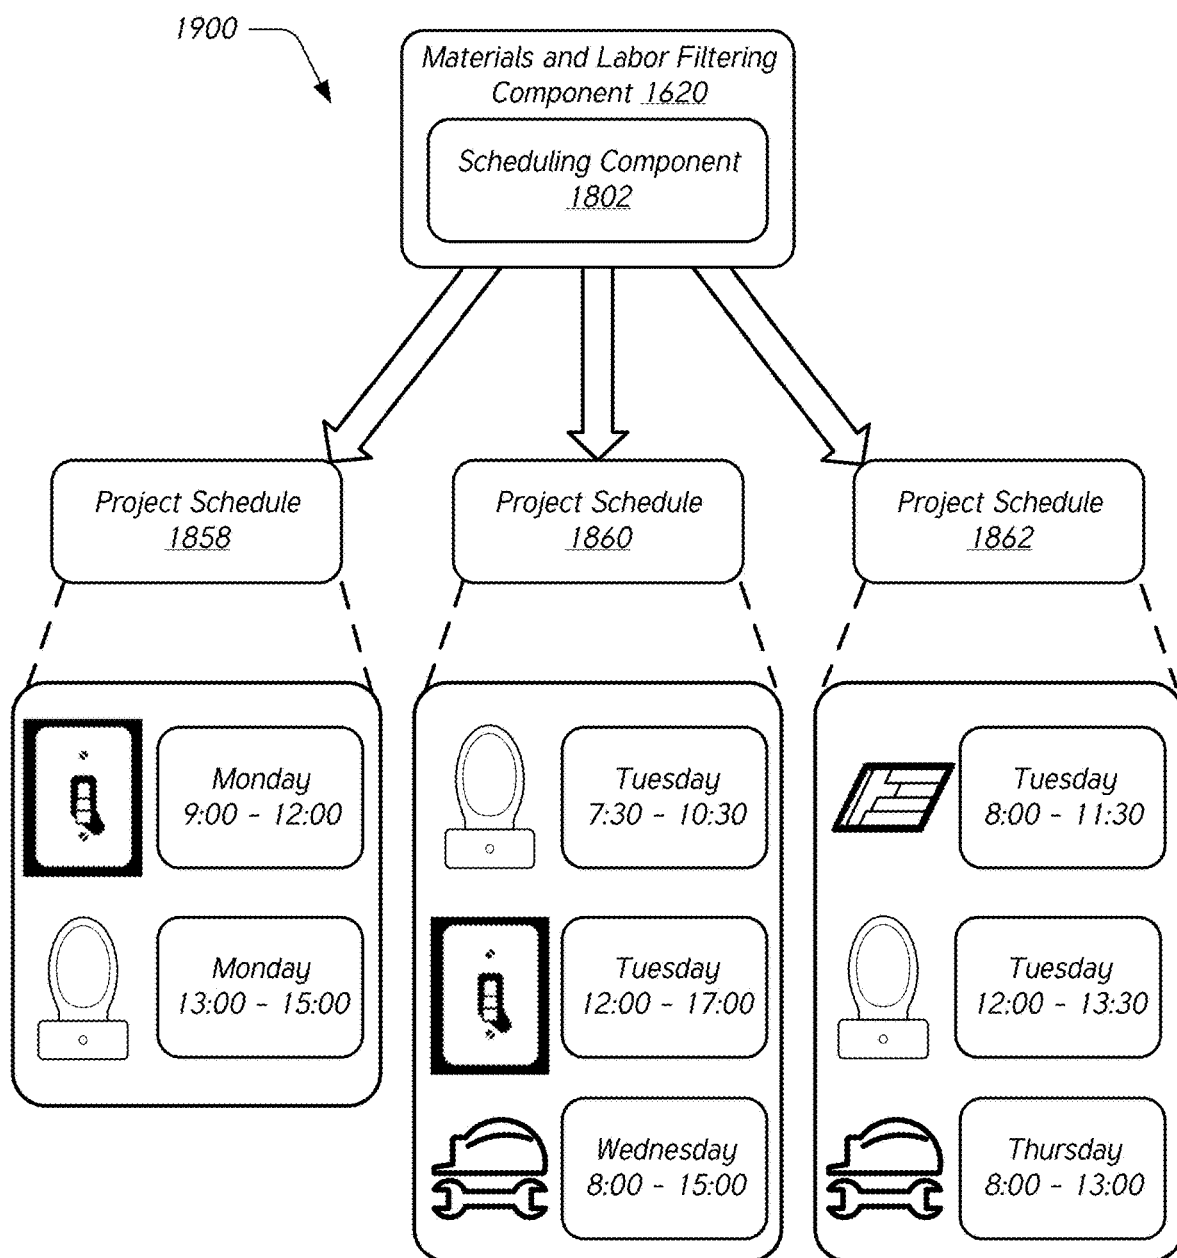 1900
Materials and Labor Filtering
Component 1620
Scheduling Component
1802
Project Schedule
1858
Project Schedule
1860
Project Schedule
1862
Monday
9:00 - 12:00
Monday
13:00 - 15:00
Tuesday
7:30 - 10:30
Tuesday
12:00 - 17:00
Wednesday
8:00 - 15:00
Tuesday
8:00 - 11:30
Tuesday
12:00 - 13:30
Thursday
8:00 - 13:00